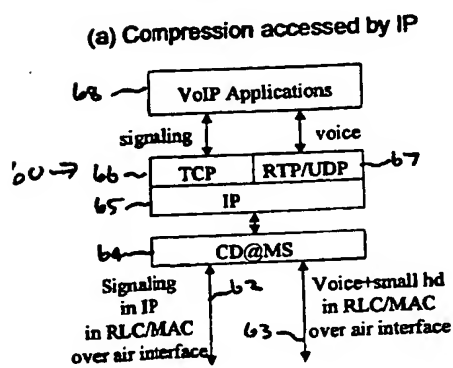 (a) Compression accessed by IP
68
VoIP Applications
signaling
voice
60
66
TCP
RTP/UDP
67
65
IP
64
CD@MS
Signaling
in IP
in RLC/MAC
over air interface
62
63
Voice+small hd
in RLC/MAC
over air interface